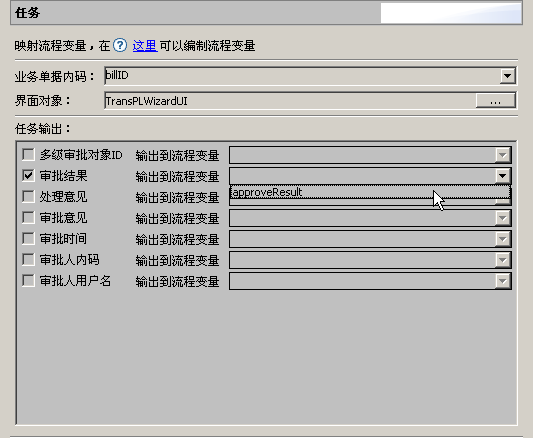 任务
映射流程变量，在 ? 这里 可以编制流程变量
业务单据内码： billID
界面对象： TransPLWizardUI ...
任务输出：
多级审批对象ID 输出到流程变量
审批结果 输出到流程变量
approveResult
处理意见 输出到流程变量
审批意见 输出到流程变量
审批时间 输出到流程变量
审批人内码 输出到流程变量
审批人用户名 输出到流程变量